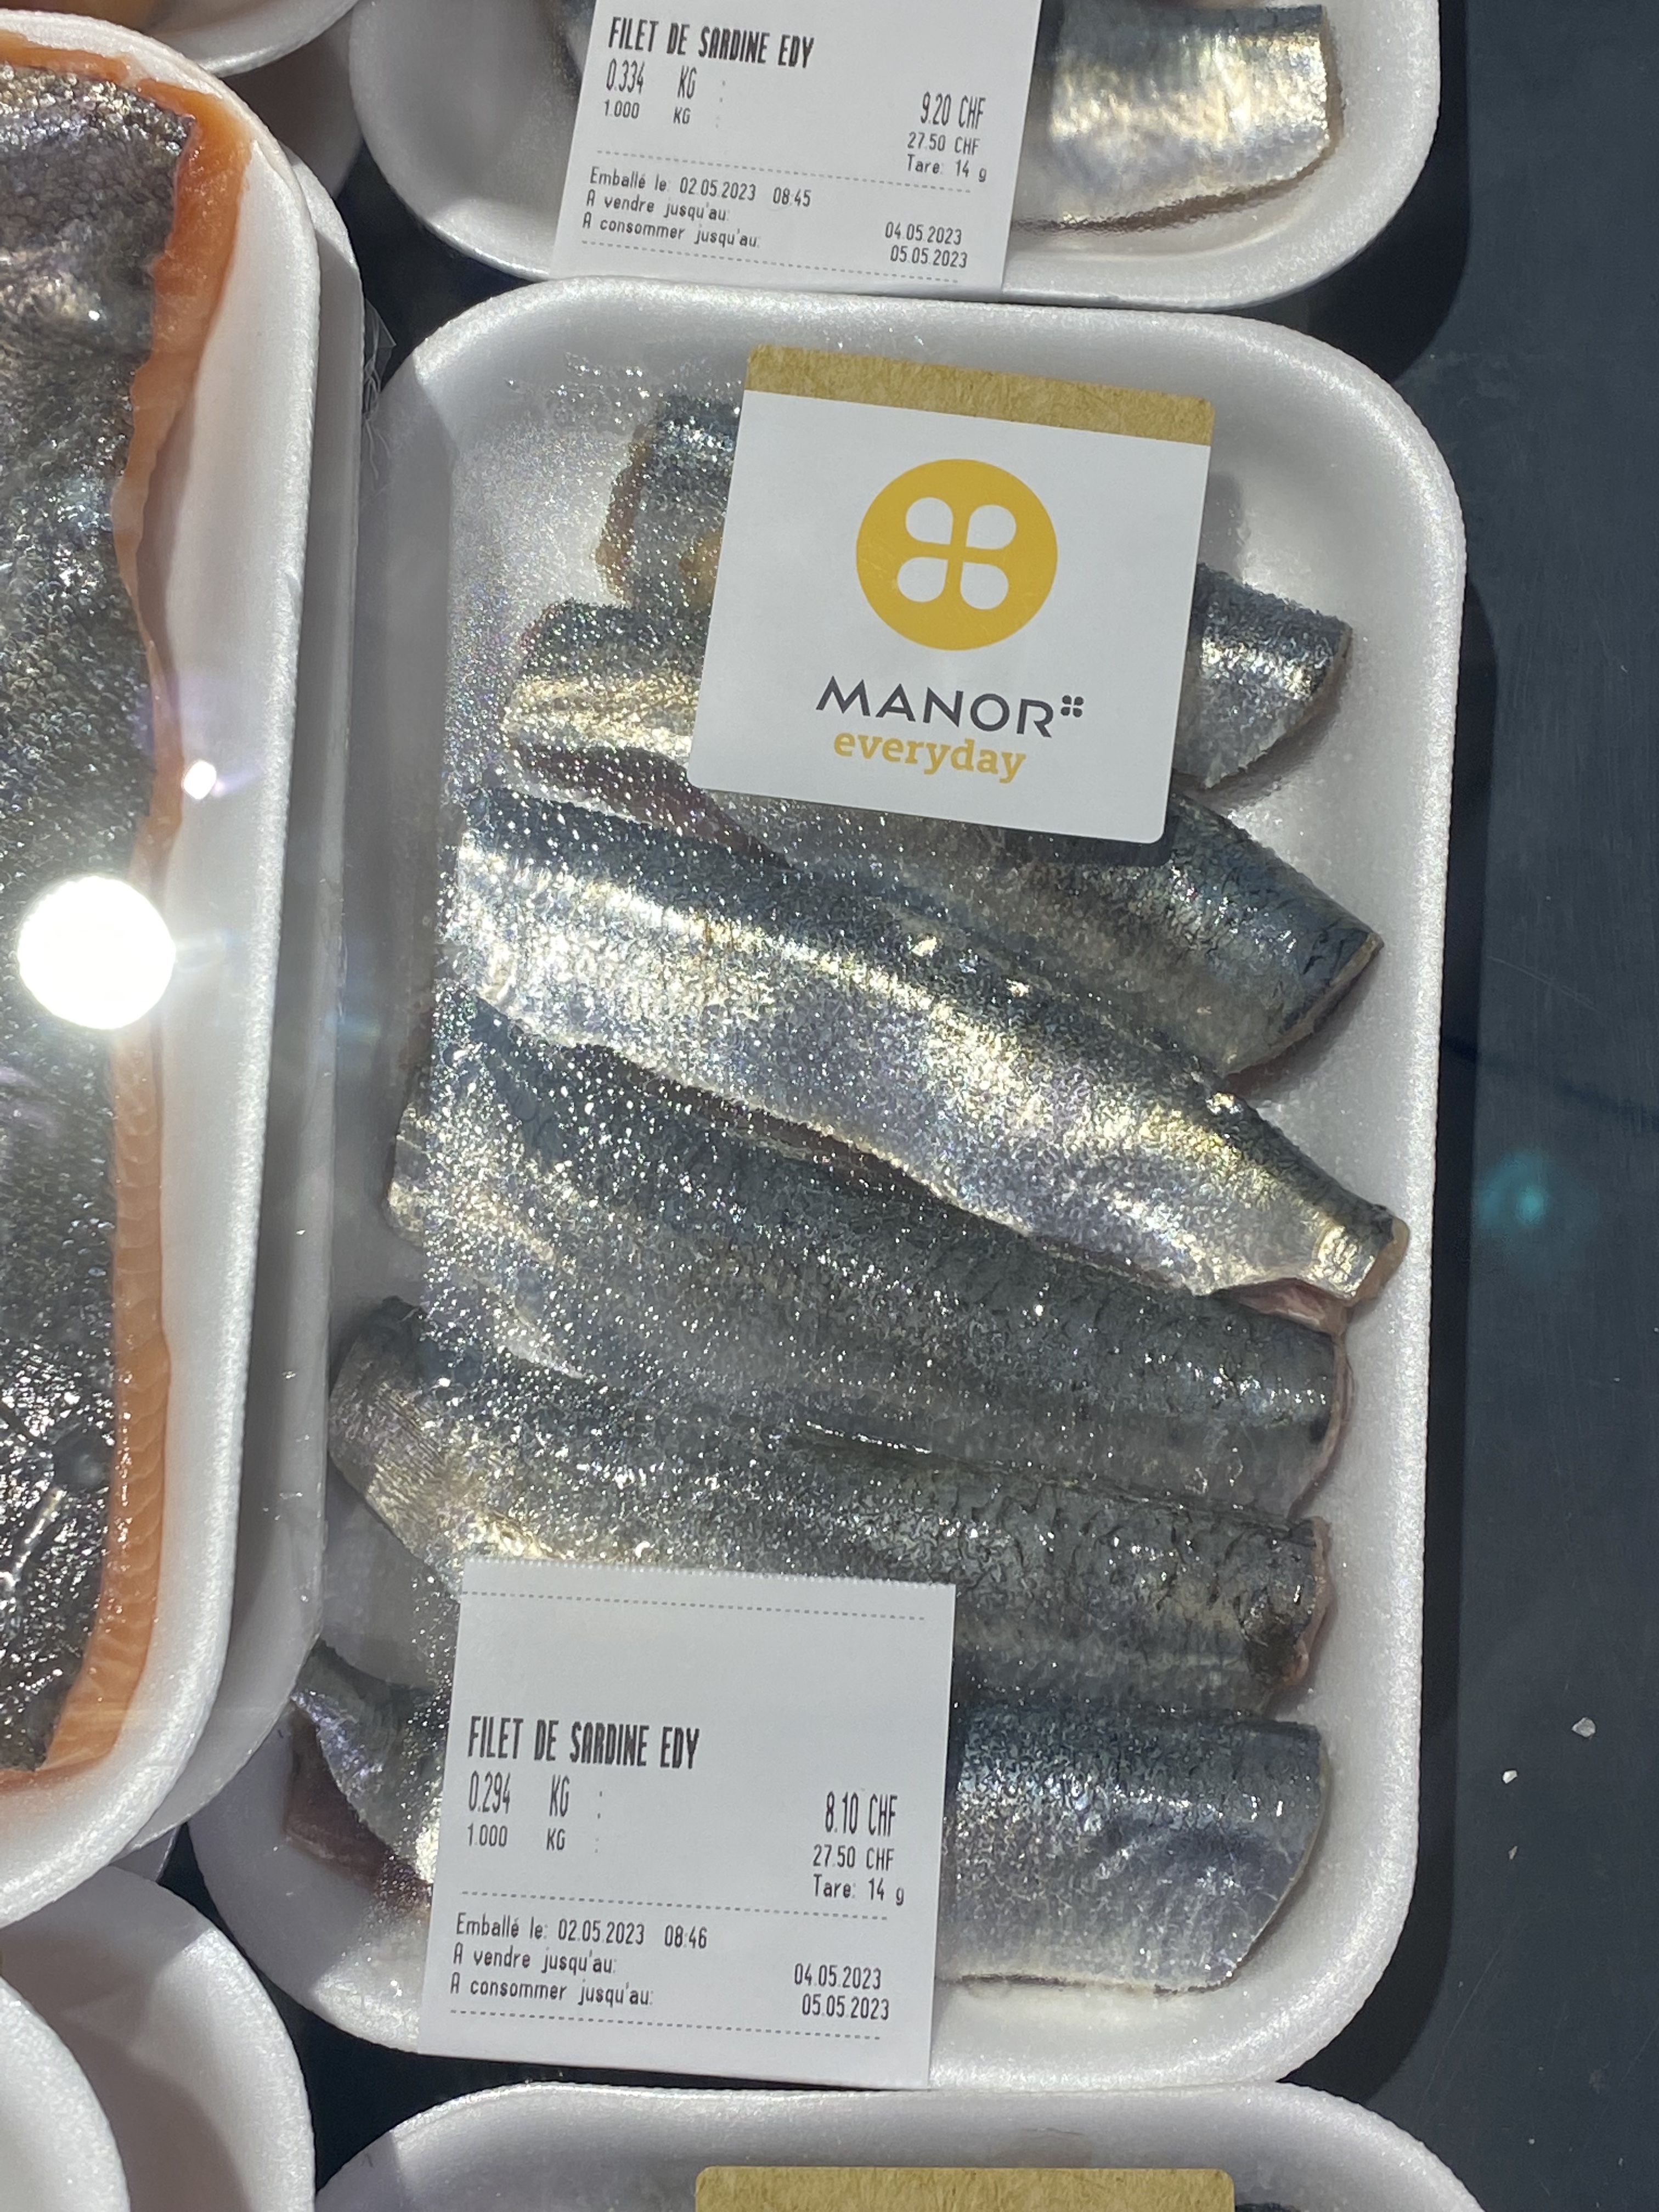 FILET DE SARDINE EDY
0.334 KG : 9.20 CHF
1.000 KG : 27.50 CHF
Tare: 14 g
Emballé le: 02.05.2023 08:45
A vendre jusqu'au: 04.05.2023
A consommer jusqu'au: 05.05.2023
MANOR
everyday
FILET DE SARDINE EDY
0.294 KG : 8.10 CHF
1.000 KG : 27.50 CHF
Tare: 14 g
Emballé le: 02.05.2023 08:46
A vendre jusqu'au: 04.05.2023
A consommer jusqu'au: 05.05.2023